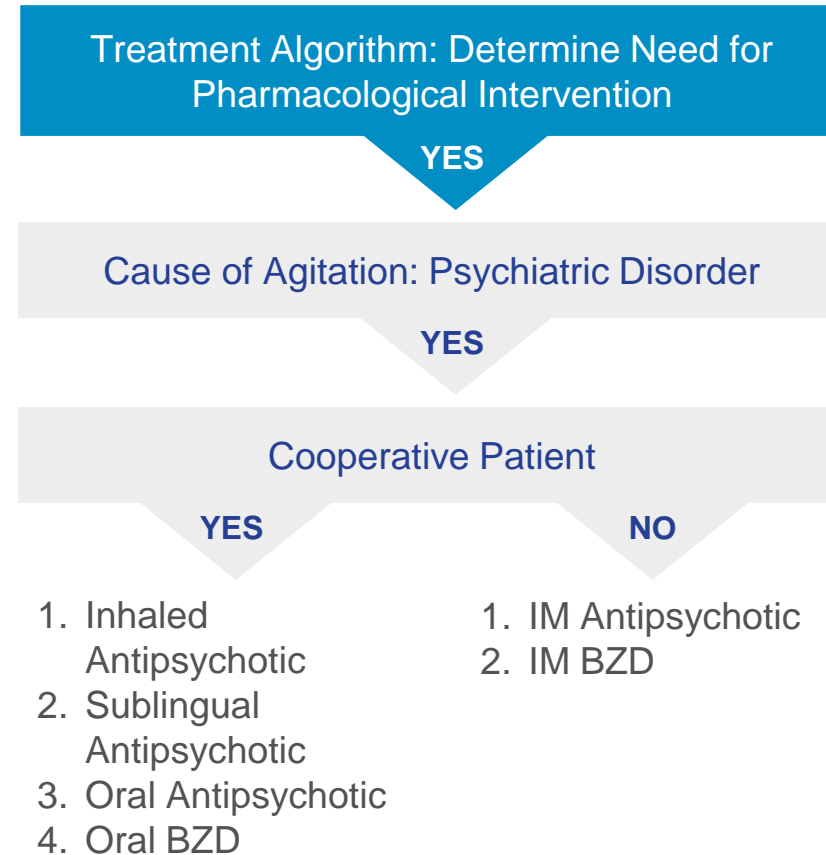 Treatment Algorithm: Determine Need for
Pharmacological Intervention
YES
Cause of Agitation: Psychiatric Disorder
YES
Cooperative Patient
YES
NO
1. Inhaled
Antipsychotic
2. Sublingual
Antipsychotic
3. Oral Antipsychotic
4. Oral BZD
1. IM Antipsychotic
2. IM BZD